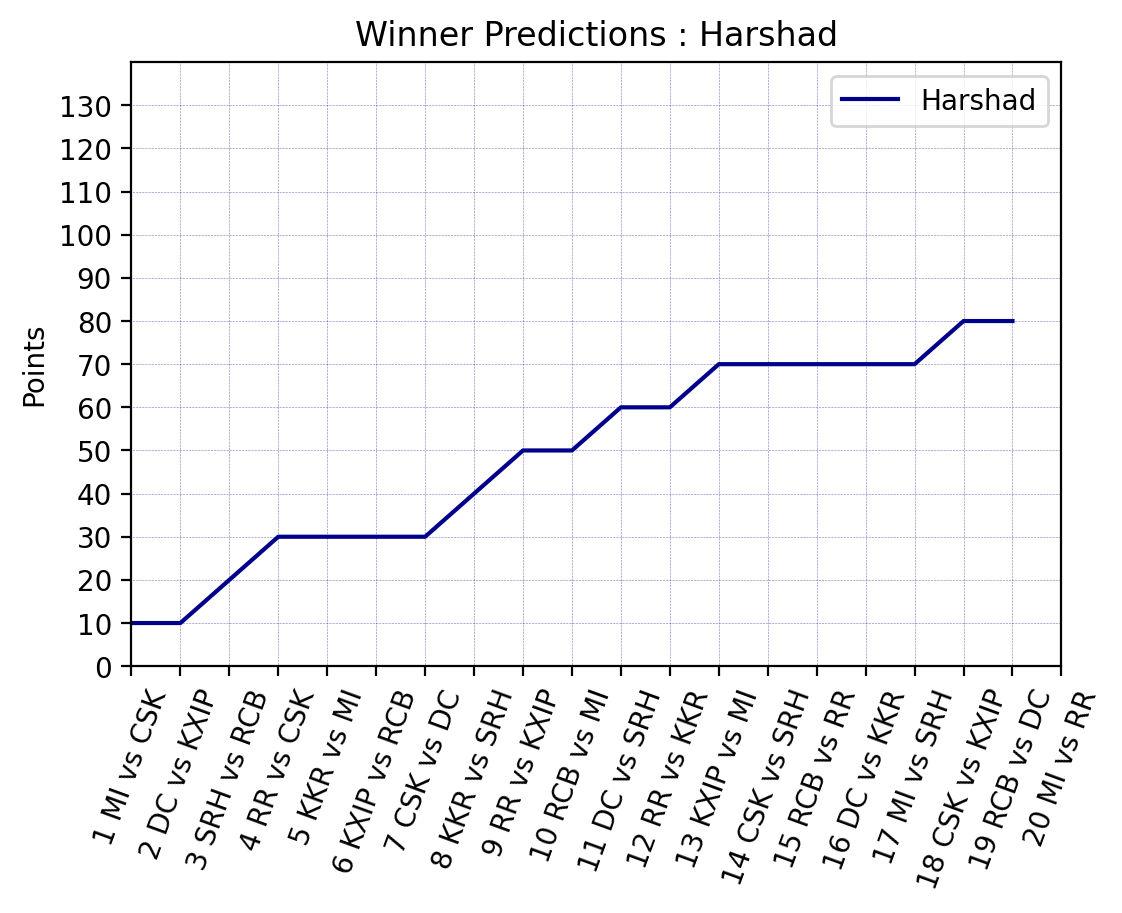 Winner Predictions : Harshad
Harshad
Points
130
120
110
100
90
80
70
60
50
40
30
20
10
0
1 MI vs CSK
2 DC vs KXIP
3 SRH vs RCB
4 RR vs CSK
5 KKR vs MI
6 KXIP vs RCB
7 CSK vs DC
8 KKR vs SRH
9 RR vs KXIP
10 RCB vs MI
11 DC vs SRH
12 RR vs KKR
13 KXIP vs MI
14 CSK vs SRH
15 RCB vs RR
16 DC vs KKR
17 MI vs SRH
18 CSK vs KXIP
19 RCB vs DC
20 MI vs RR